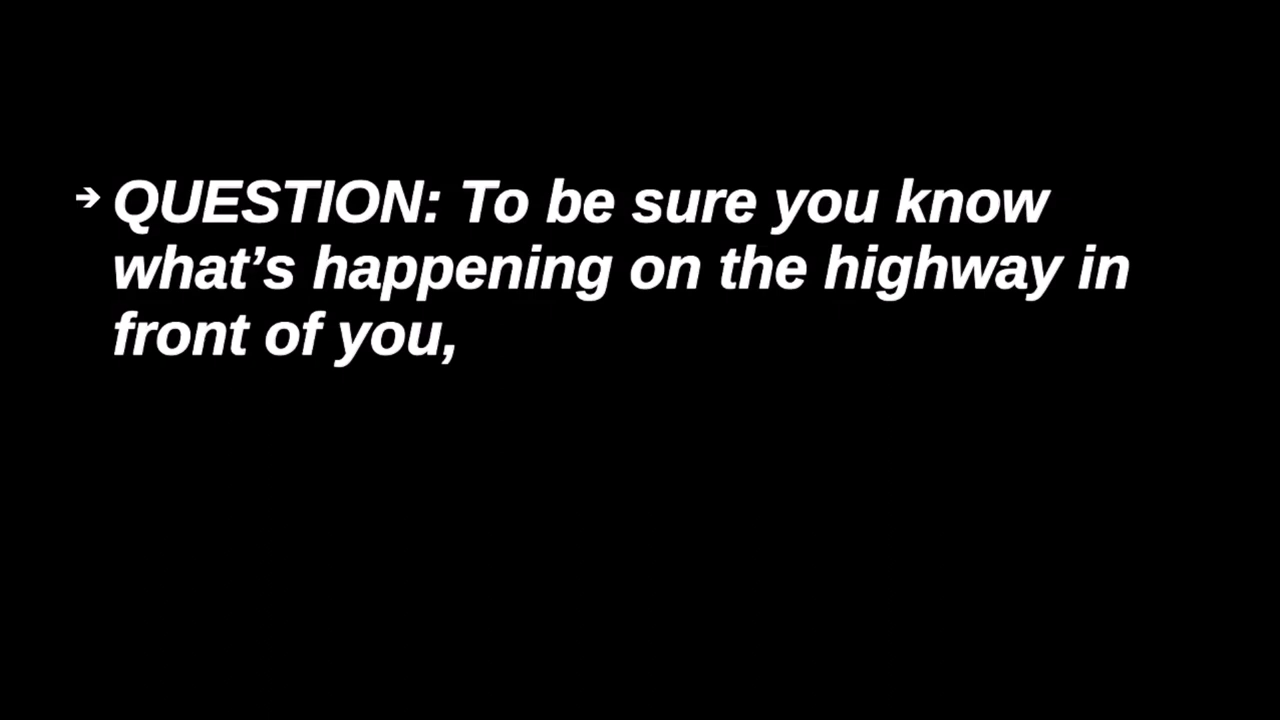 ➔ QUESTION: To be sure you know
what’s happening on the highway in
front of you,